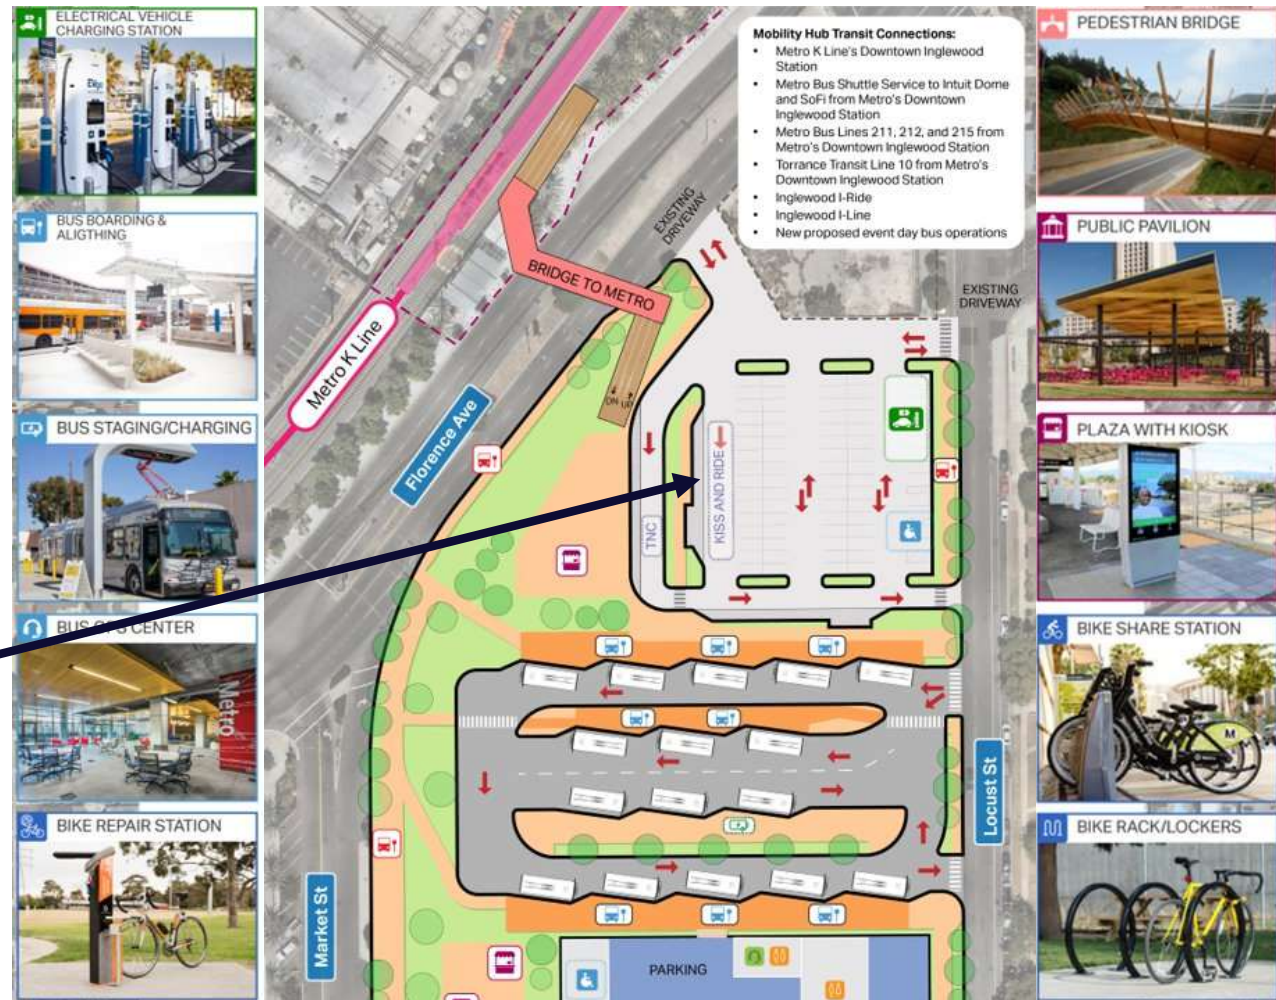 ELECTRICAL VEHICLE
CHARGING STATION
BUS BOARDING &
ALIGTHING
BUS STAGING/CHARGING
BUS OPS CENTER
Metro
BIKE REPAIR STATION
Mobility Hub Transit Connections:
• Metro K Line's Downtown Inglewood
Station
• Metro Bus Shuttle Service to Intuit Dome
and SoFi from Metro's Downtown
Inglewood Station
• Metro Bus Lines 211, 212, and 215 from
Metro's Downtown Inglewood Station
• Torrance Transit Line 10 from Metro's
Downtown Inglewood Station
• Inglewood I-Ride
• Inglewood I-Line
• New proposed event day bus operations
EXISTING
DRIVEWAY
BRIDGE TO METRO
EXISTING
DRIVEWAY
Metro K Line
DN UP
Florence Ave
TNC
KISS AND RIDE
Locust St
Market St
PARKING
PEDESTRIAN BRIDGE
PUBLIC PAVILION
PLAZA WITH KIOSK
BIKE SHARE STATION
M
BIKE RACK/LOCKERS